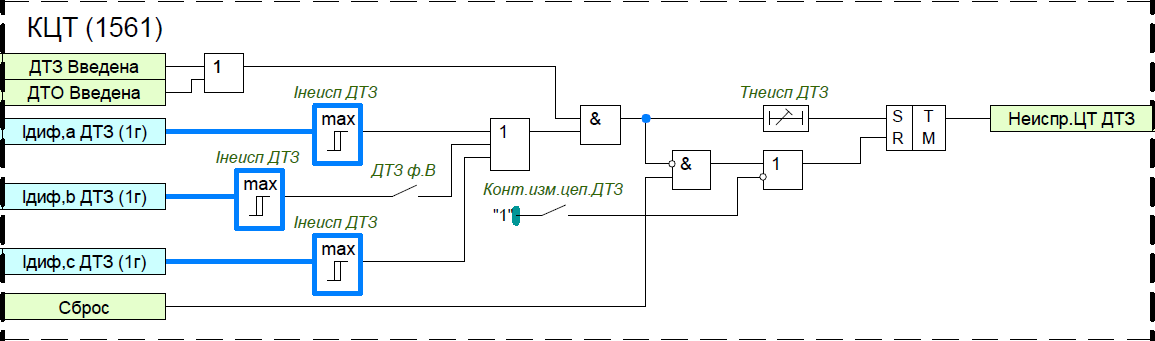 КЦТ (1561)
ДТЗ Введена
1
ДТО Введена
Iнеисп ДТЗ
Tнеисп ДТЗ
Iдиф,a ДТЗ (1г)
max
1
&
S T
R M
Неиспр.ЦТ ДТЗ
Iнеисп ДТЗ
ДТЗ ф.В
&
1
Iдиф,b ДТЗ (1г)
max
Конт.изм.цеп.ДТЗ
"1"
Iнеисп ДТЗ
Iдиф,c ДТЗ (1г)
max
Сброс